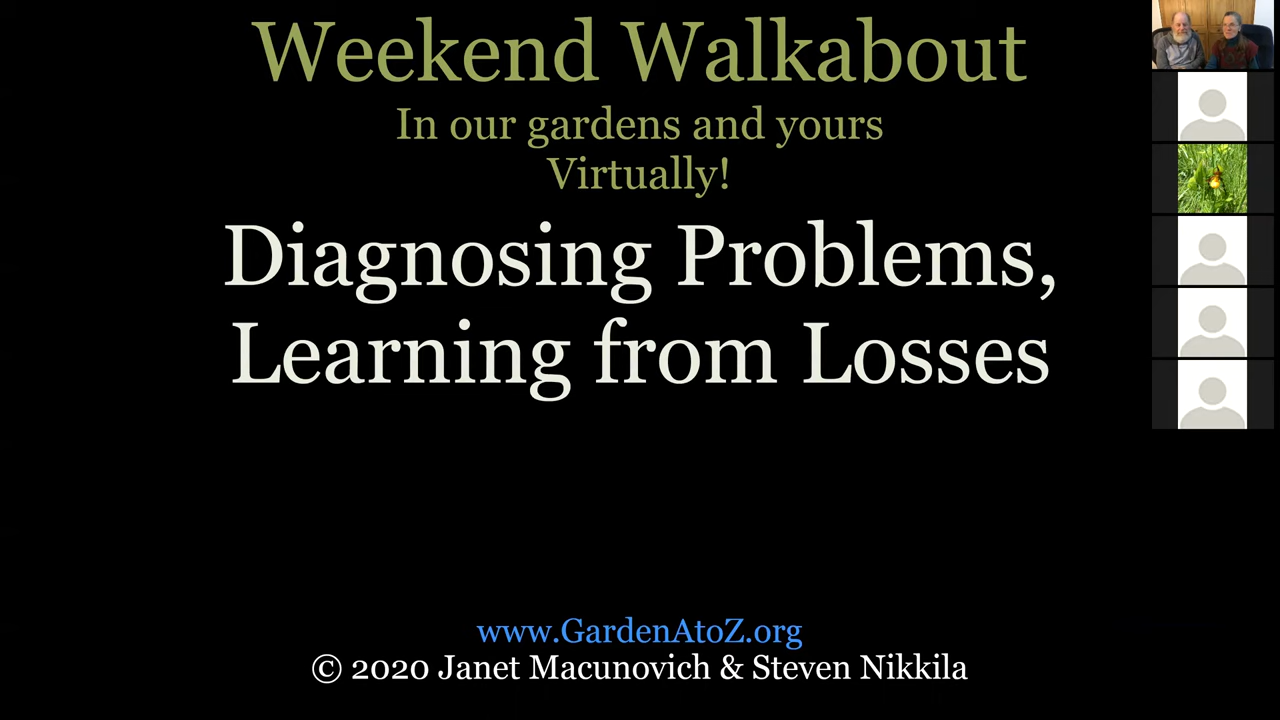 Weekend Walkabout
In our gardens and yours
Virtually!
Diagnosing Problems,
Learning from Losses
www.GardenAtoZ.org
© 2020 Janet Macunovich & Steven Nikkila